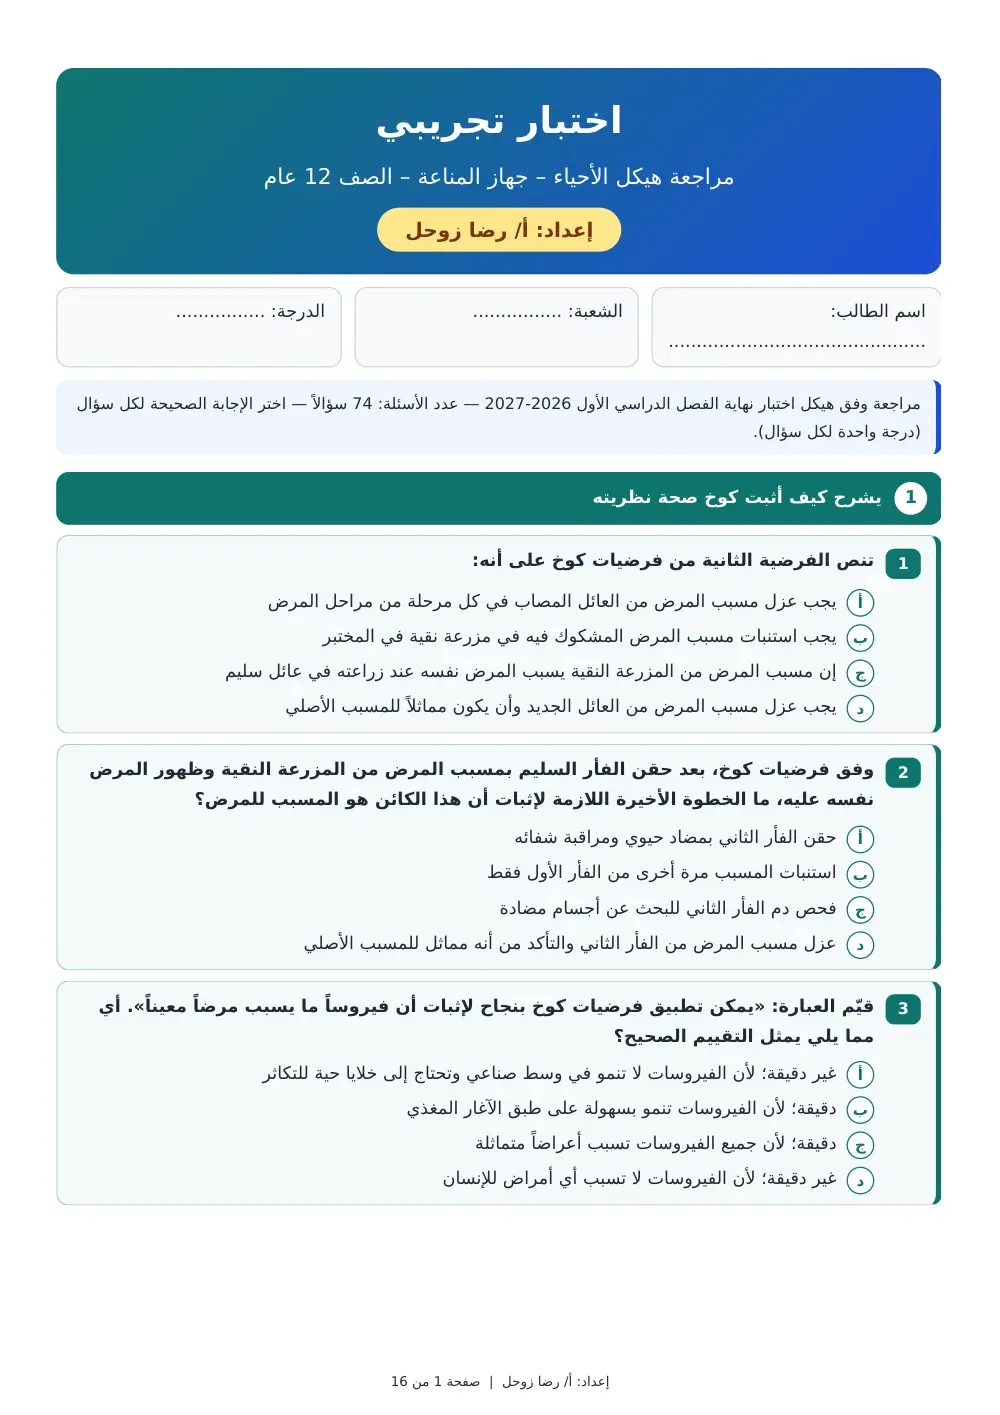 اختبار تجريبي
مراجعة هيكل الأحياء – جهاز المناعة – الصف 12 عام
إعداد: أ/ رضا زوحل
اسم الطالب:
..............................................
الشعبة: ................
الدرجة: ................
مراجعة وفق هيكل اختبار نهاية الفصل الدراسي الأول 2026-2027 — عدد الأسئلة: 74 سؤالاً — اختر الإجابة الصحيحة لكل سؤال
(درجة واحدة لكل سؤال).
1 يشرح كيف أثبت كوخ صحة نظريته
1 تنص الفرضية الثانية من فرضيات كوخ على أنه:
أ يجب عزل مسبب المرض من العائل المصاب في كل مرحلة من مراحل المرض
ب يجب استنبات مسبب المرض المشكوك فيه في مزرعة نقية في المختبر
ج إن مسبب المرض من المزرعة النقية يسبب المرض نفسه عند زراعته في عائل سليم
د يجب عزل مسبب المرض من العائل الجديد وأن يكون مماثلاً للمسبب الأصلي
2 وفق فرضيات كوخ، بعد حقن الفأر السليم بمسبب المرض من المزرعة النقية وظهور المرض
نفسه عليه، ما الخطوة الأخيرة اللازمة لإثبات أن هذا الكائن هو المسبب للمرض؟
أ حقن الفأر الثاني بمضاد حيوي ومراقبة شفائه
ب استنبات المسبب مرة أخرى من الفأر الأول فقط
ج فحص دم الفأر الثاني للبحث عن أجسام مضادة
د عزل مسبب المرض من الفأر الثاني والتأكد من أنه مماثل للمسبب الأصلي
3 قيّم العبارة: «يمكن تطبيق فرضيات كوخ بنجاح لإثبات أن فيروساً ما يسبب مرضاً معيناً». أي
مما يلي يمثل التقييم الصحيح؟
أ غير دقيقة؛ لأن الفيروسات لا تنمو في وسط صناعي وتحتاج إلى خلايا حية للتكاثر
ب دقيقة؛ لأن الفيروسات تنمو بسهولة على طبق الآغار المغذي
ج دقيقة؛ لأن جميع الفيروسات تسبب أعراضاً متماثلة
د غير دقيقة؛ لأن الفيروسات لا تسبب أي أمراض للإنسان
إعداد: أ/ رضا زوحل | صفحة 1 من 16